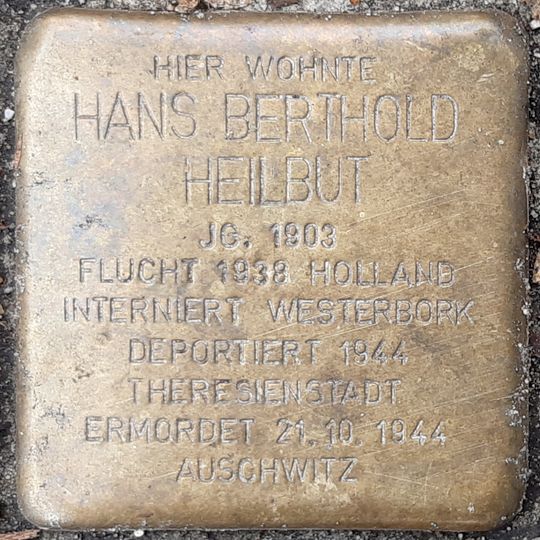 HIER WOHNTE
HANS BERTHOLD
HEILBUT
JG. 1903
FLUCHT 1938 HOLLAND
INTERNIERT WESTERBORK
DEPORTIERT 1944
THERESIENSTADT
ERMORDET 21.10.1944
AUSCHWITZ